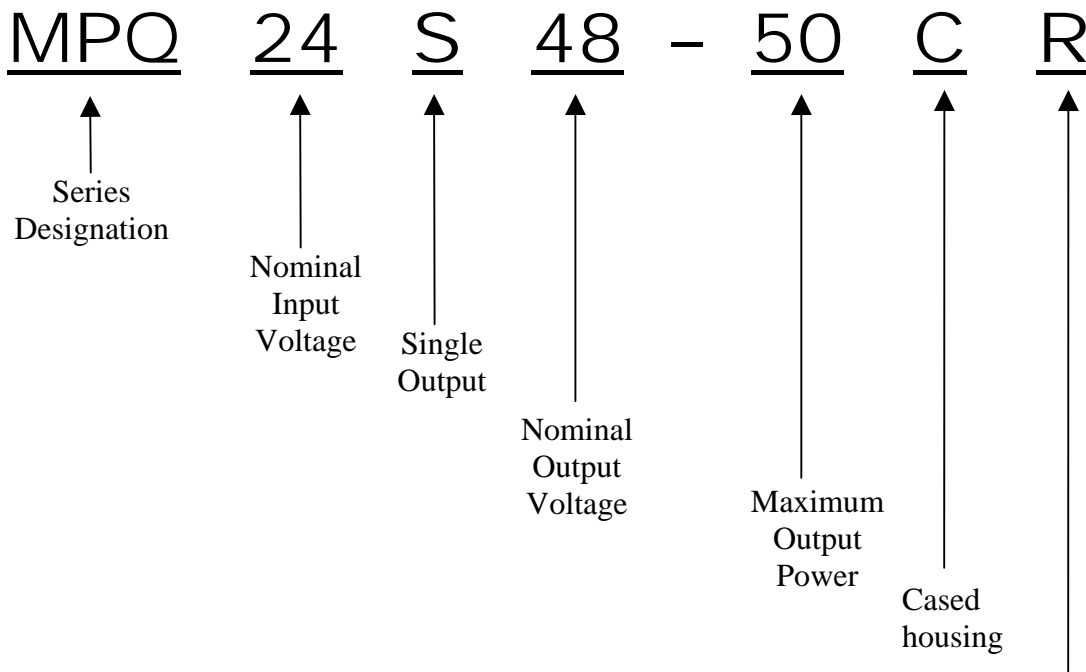 MPQ 24 S 48 – 50 C R
Series
Designation
Nominal
Input
Voltage
Single
Output
Nominal
Output
Voltage
Maximum
Output
Power
Cased
housing